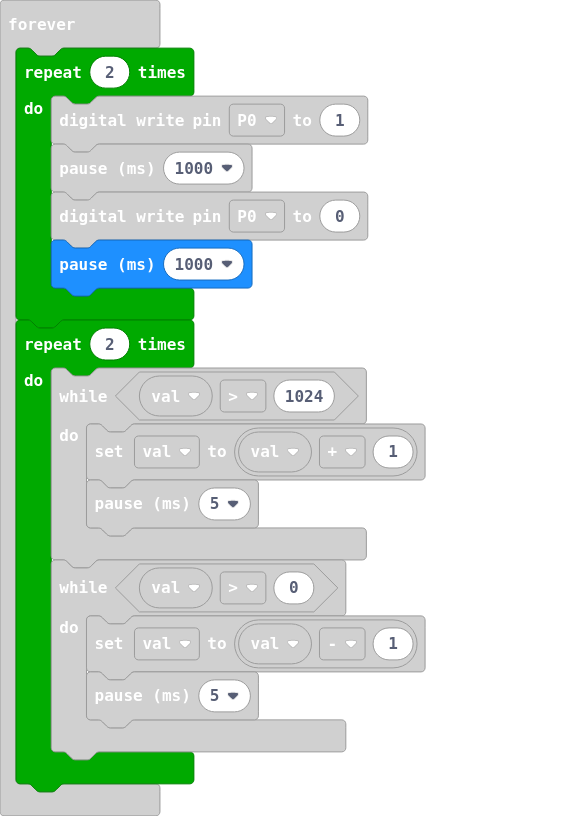 forever
repeat 2 times
do
digital write pin P0 to 1
pause (ms) 1000
digital write pin P0 to 0
pause (ms) 1000
repeat 2 times
do
while val > 1024
do
set val to val + 1
pause (ms) 5
while val > 0
do
set val to val - 1
pause (ms) 5